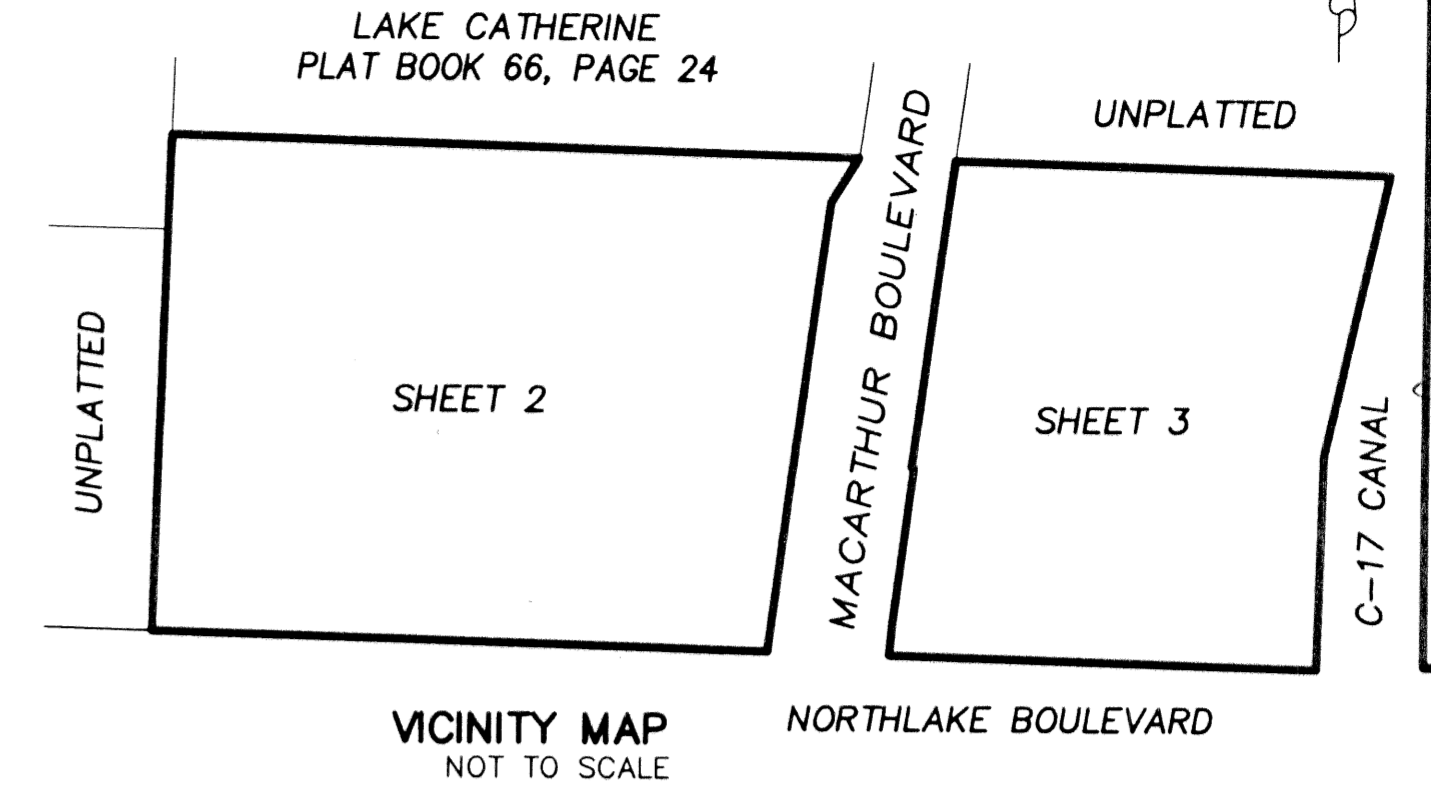 LAKE CATHERINE
PLAT BOOK 66, PAGE 24
UNPLATTED
MACARTHUR BOULEVARD
UNPLATTED
SHEET 2
SHEET 3
C-17 CANAL
VICINITY MAP
NOT TO SCALE
NORTHLAKE BOULEVARD